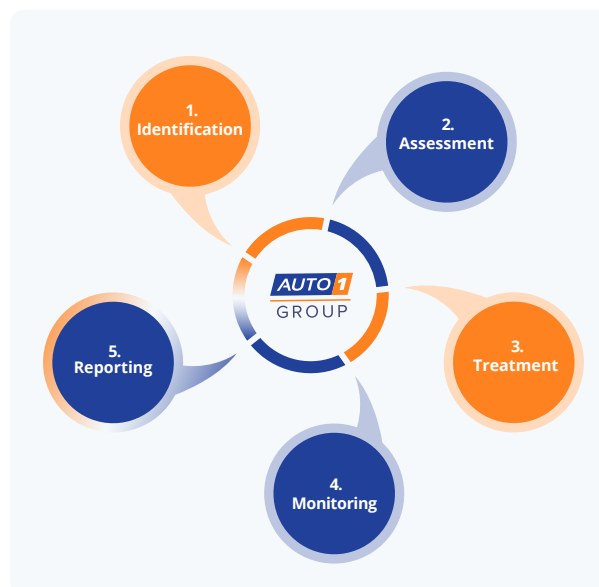 1.
Identification
2.
Assessment
3.
Treatment
4.
Monitoring
5.
Reporting
AUTO1
GROUP